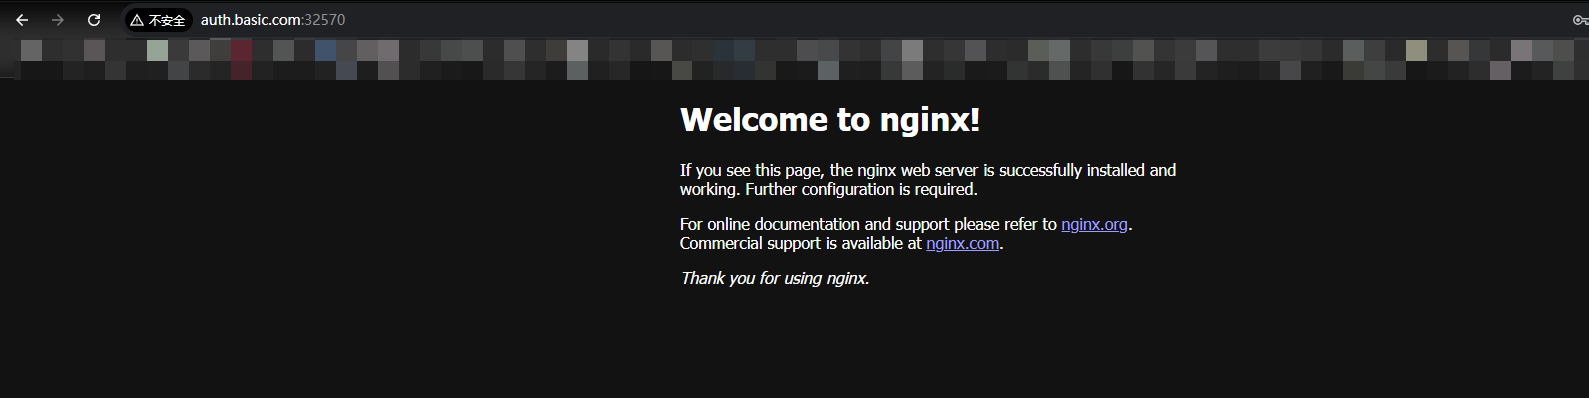 不安全 auth.basic.com:32570
Welcome to nginx!
If you see this page, the nginx web server is successfully installed and
working. Further configuration is required.
For online documentation and support please refer to nginx.org.
Commercial support is available at nginx.com.
Thank you for using nginx.